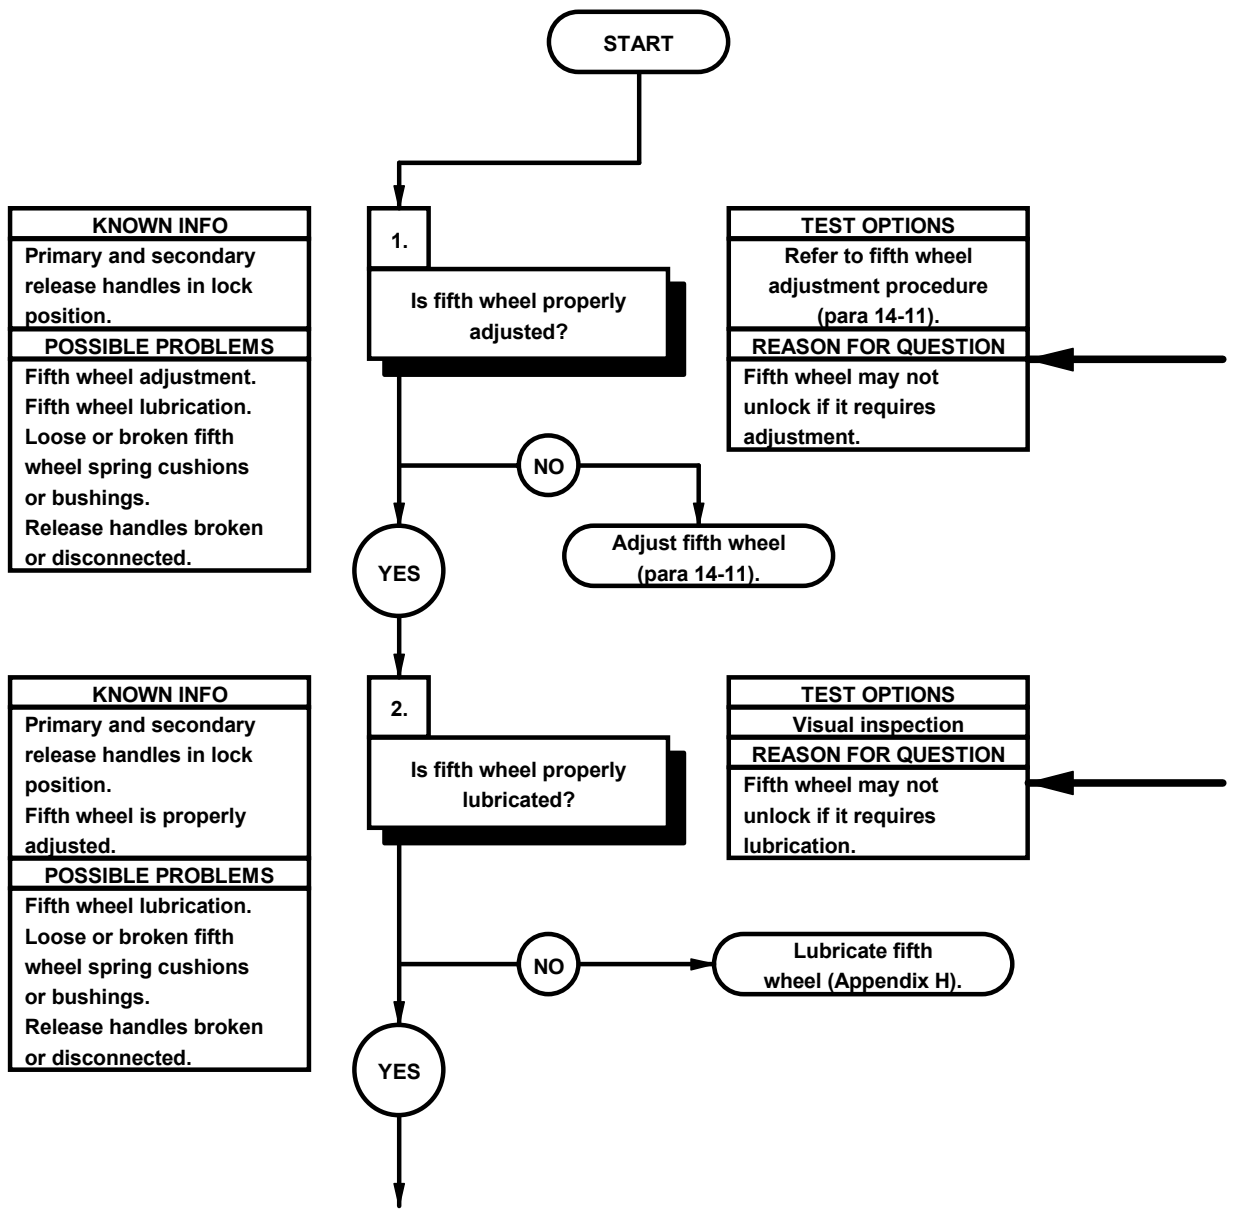 START
KNOWN INFO
Primary and secondary
release handles in lock
position.
POSSIBLE PROBLEMS
Fifth wheel adjustment.
Fifth wheel lubrication.
Loose or broken fifth
wheel spring cushions
or bushings.
Release handles broken
or disconnected.
1.
Is fifth wheel properly
adjusted?
TEST OPTIONS
Refer to fifth wheel
adjustment procedure
(para 14-11).
REASON FOR QUESTION
Fifth wheel may not
unlock if it requires
adjustment.
NO
Adjust fifth wheel
(para 14-11).
YES
KNOWN INFO
Primary and secondary
release handles in lock
position.
Fifth wheel is properly
adjusted.
POSSIBLE PROBLEMS
Fifth wheel lubrication.
Loose or broken fifth
wheel spring cushions
or bushings.
Release handles broken
or disconnected.
2.
Is fifth wheel properly
lubricated?
TEST OPTIONS
Visual inspection
REASON FOR QUESTION
Fifth wheel may not
unlock if it requires
lubrication.
NO
Lubricate fifth
wheel (Appendix H).
YES